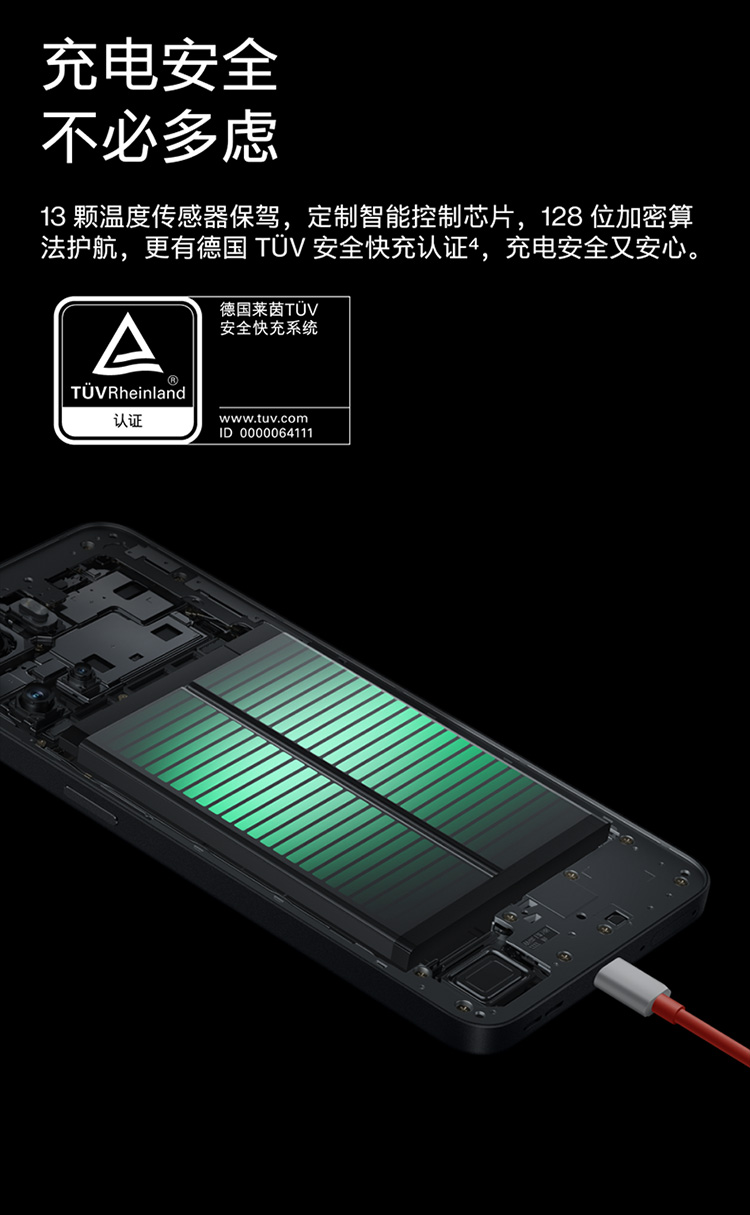 充电安全
不必多虑
13 颗温度传感器保驾，定制智能控制芯片，128 位加密算
法护航，更有德国 TÜV 安全快充认证⁴，充电安全又安心。
德国莱茵TÜV
安全快充系统
®
TÜVRheinland
认证
www.tuv.com
ID 0000064111